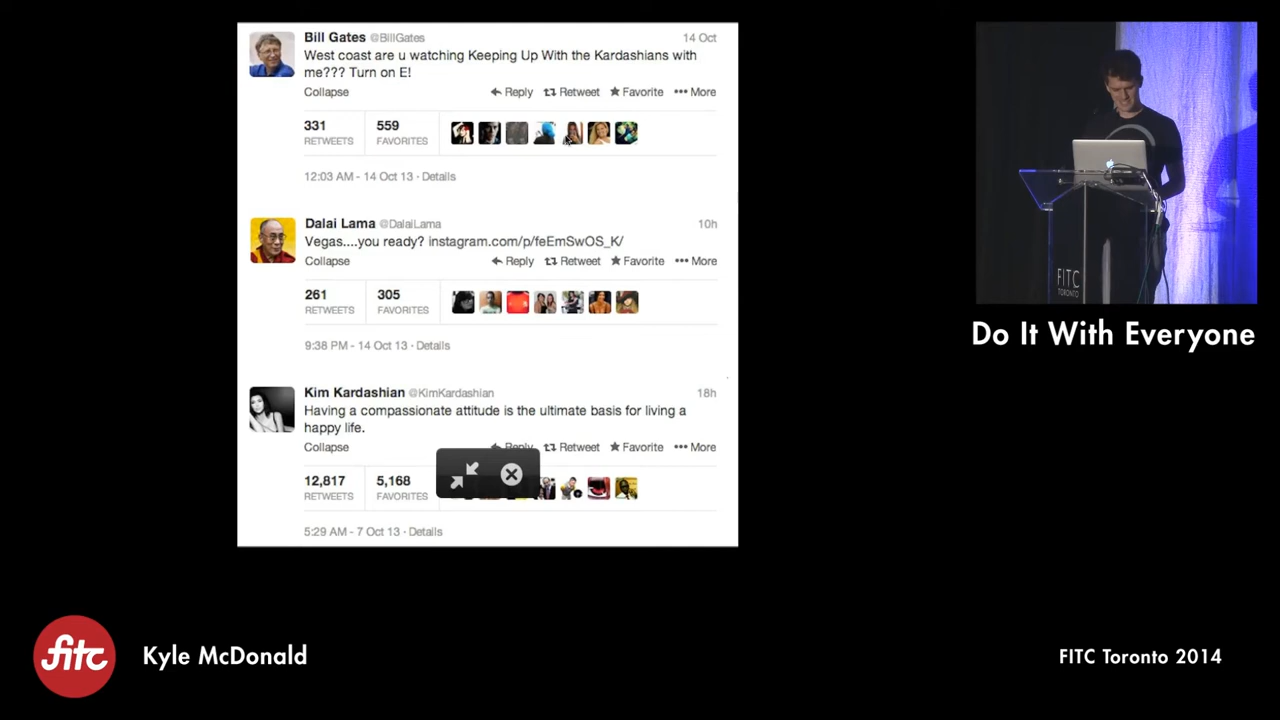 Bill Gates @BillGates 14 Oct
West coast are u watching Keeping Up With the Kardashians with
me??? Turn on E!
Collapse Reply Retweet Favorite More
331 559
RETWEETS FAVORITES
12:03 AM - 14 Oct 13 · Details
Dalai Lama @DalaiLama 10h
Vegas....you ready? instagram.com/p/feEmSwOS_K/
Collapse Reply Retweet Favorite More
261 305
RETWEETS FAVORITES
9:38 PM - 14 Oct 13 · Details
Kim Kardashian @KimKardashian 18h
Having a compassionate attitude is the ultimate basis for living a
happy life.
Collapse Reply Retweet Favorite More
12,817 5,168
RETWEETS FAVORITES
5:29 AM - 7 Oct 13 · Details
FITC
TORONTO
Do It With Everyone
fitc
Kyle McDonald
FITC Toronto 2014